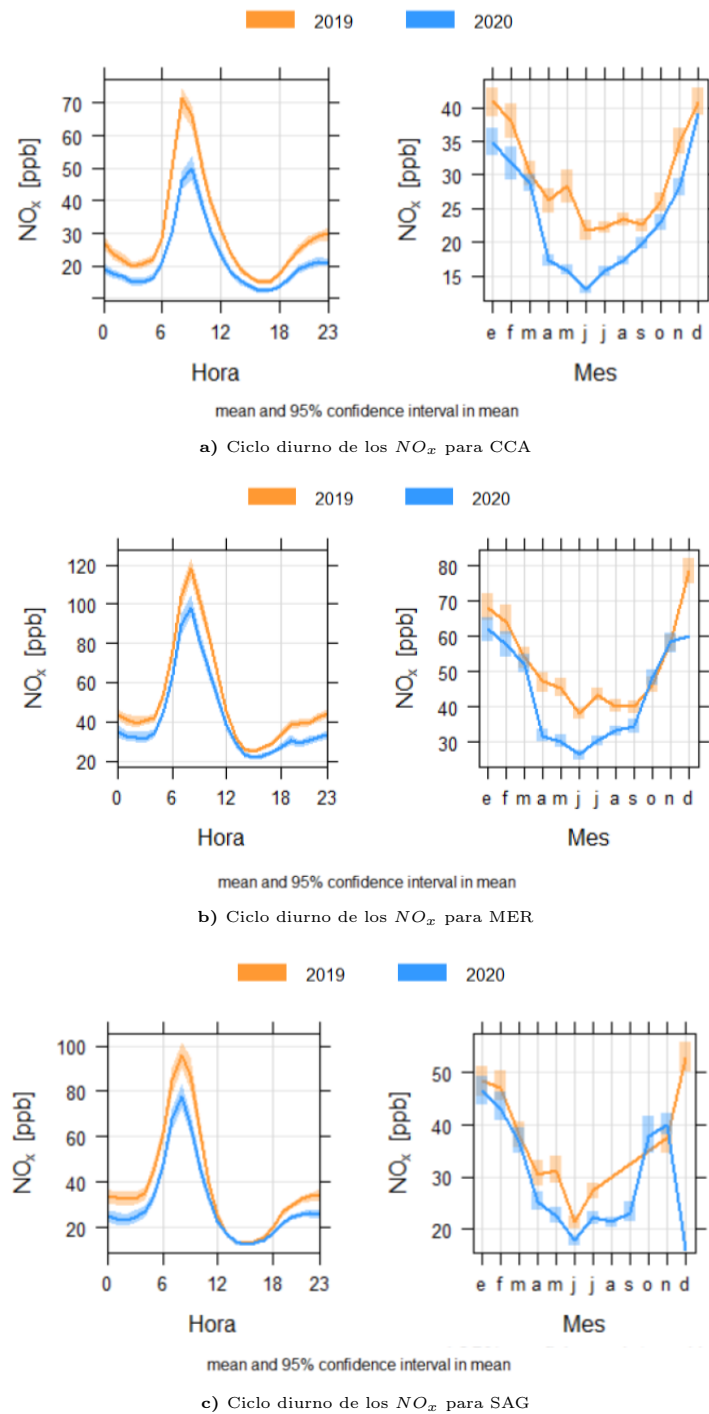 2019 2020
70
60
50
40
30
20
NOx [ppb]
0 6 12 18 23
Hora
40
35
30
25
20
15
NOx [ppb]
e f m a m j j a s o n d
Mes
mean and 95% confidence interval in mean
a) Ciclo diurno de los NOx para CCA
2019 2020
120
100
80
60
40
20
NOx [ppb]
0 6 12 18 23
Hora
80
70
60
50
40
30
NOx [ppb]
e f m a m j j a s o n d
Mes
mean and 95% confidence interval in mean
b) Ciclo diurno de los NOx para MER
2019 2020
100
80
60
40
20
NOx [ppb]
0 6 12 18 23
Hora
50
40
30
20
NOx [ppb]
e f m a m j j a s o n d
Mes
mean and 95% confidence interval in mean
c) Ciclo diurno de los NOx para SAG